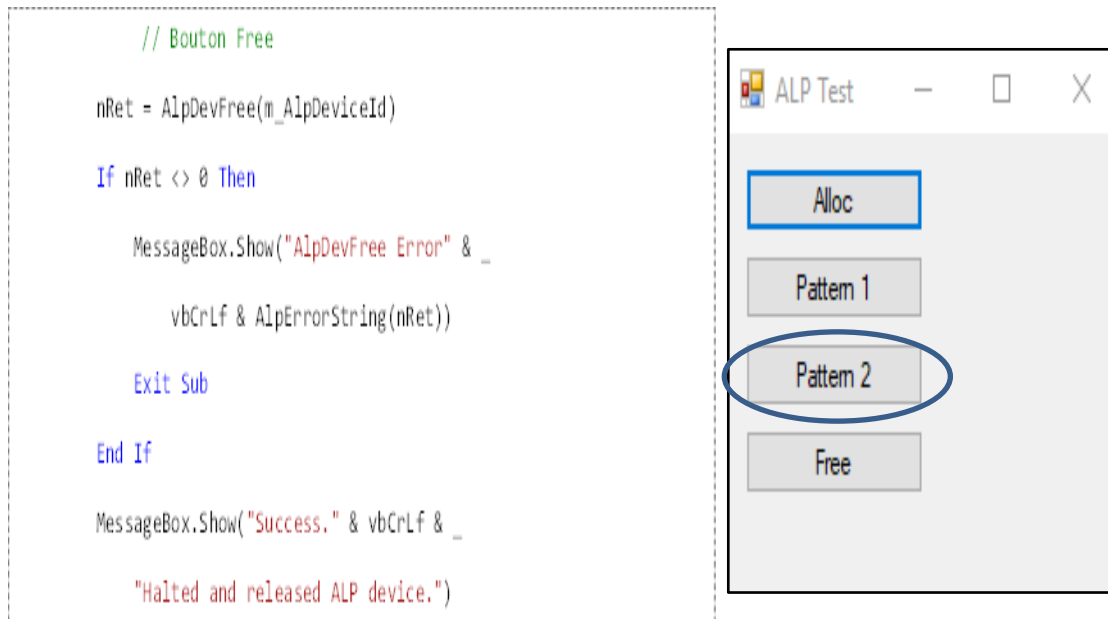 // Bouton Free
nRet = AlpDevFree(m_AlpDeviceId)
If nRet <> 0 Then
MessageBox.Show("AlpDevFree Error" & _
vbCrLf & AlpErrorString(nRet))
Exit Sub
End If
MessageBox.Show("Success." & vbCrLf & _
"Halted and released ALP device.")
ALP Test
Alloc
Pattern 1
Pattern 2
Free